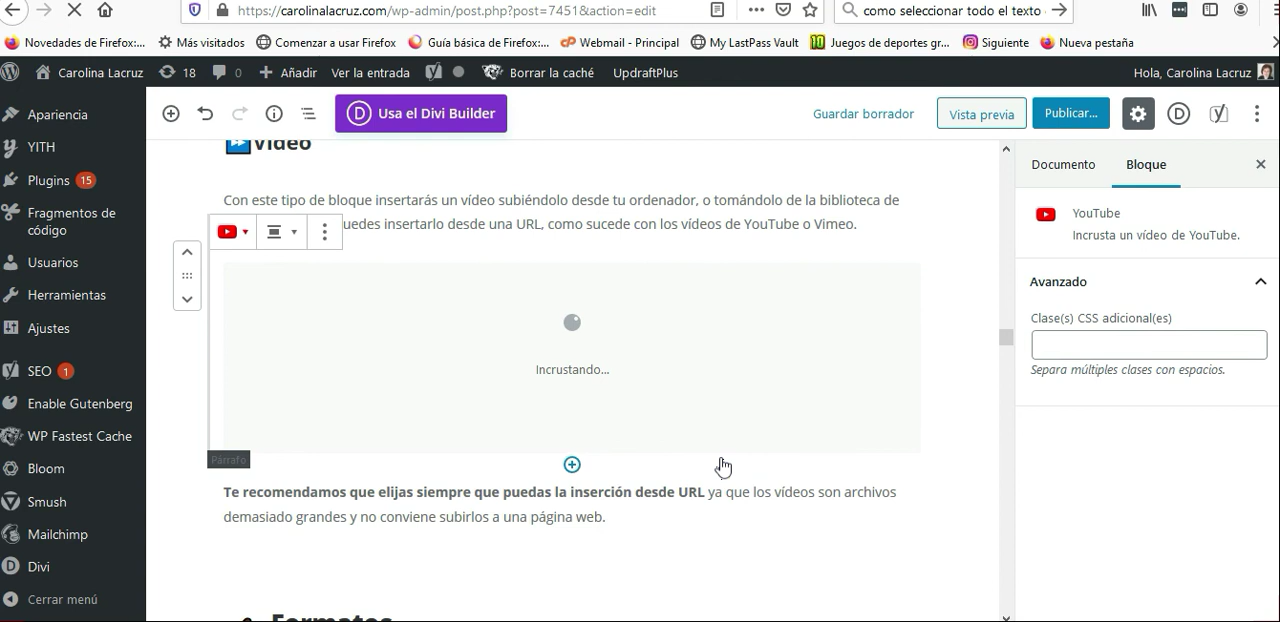 https://carolinalacruz.com/wp-admin/post.php?post=7451&action=edit
como seleccionar todo el texto
Novedades de Firefox:...
Más visitados
Comenzar a usar Firefox
Guía básica de Firefox:...
Webmail - Principal
My LastPass Vault
Juegos de deportes gr...
Siguiente
Nueva pestaña
Carolina Lacruz
18
0
Añadir
Ver la entrada
Borrar la caché
UpdraftPlus
Hola, Carolina Lacruz
Apariencia
YITH
Plugins 15
Fragmentos de
código
Usuarios
Herramientas
Ajustes
SEO 1
Enable Gutenberg
WP Fastest Cache
Bloom
Smush
Mailchimp
Divi
Cerrar menú
Usa el Divi Builder
Guardar borrador
Vista previa
Publicar...
Vídeo
Con este tipo de bloque insertarás un vídeo subiéndolo desde tu ordenador, o tomándolo de la biblioteca de
uedes insertarlo desde una URL, como sucede con los vídeos de YouTube o Vimeo.
Incrustando...
Párrafo
Te recomendamos que elijas siempre que puedas la inserción desde URL ya que los vídeos son archivos
demasiado grandes y no conviene subirlos a una página web.
Formatos
Documento
Bloque
YouTube
Incrusta un vídeo de YouTube.
Avanzado
Clase(s) CSS adicional(es)
Separa múltiples clases con espacios.